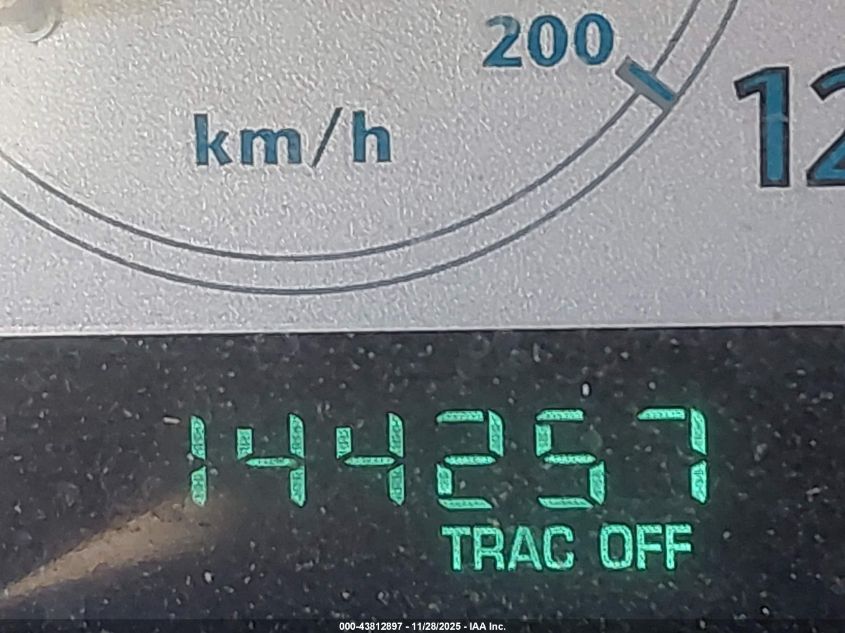 200
km/h
12
144257
TRAC OFF
000-43812897 - 11/28/2025 - IAA Inc.